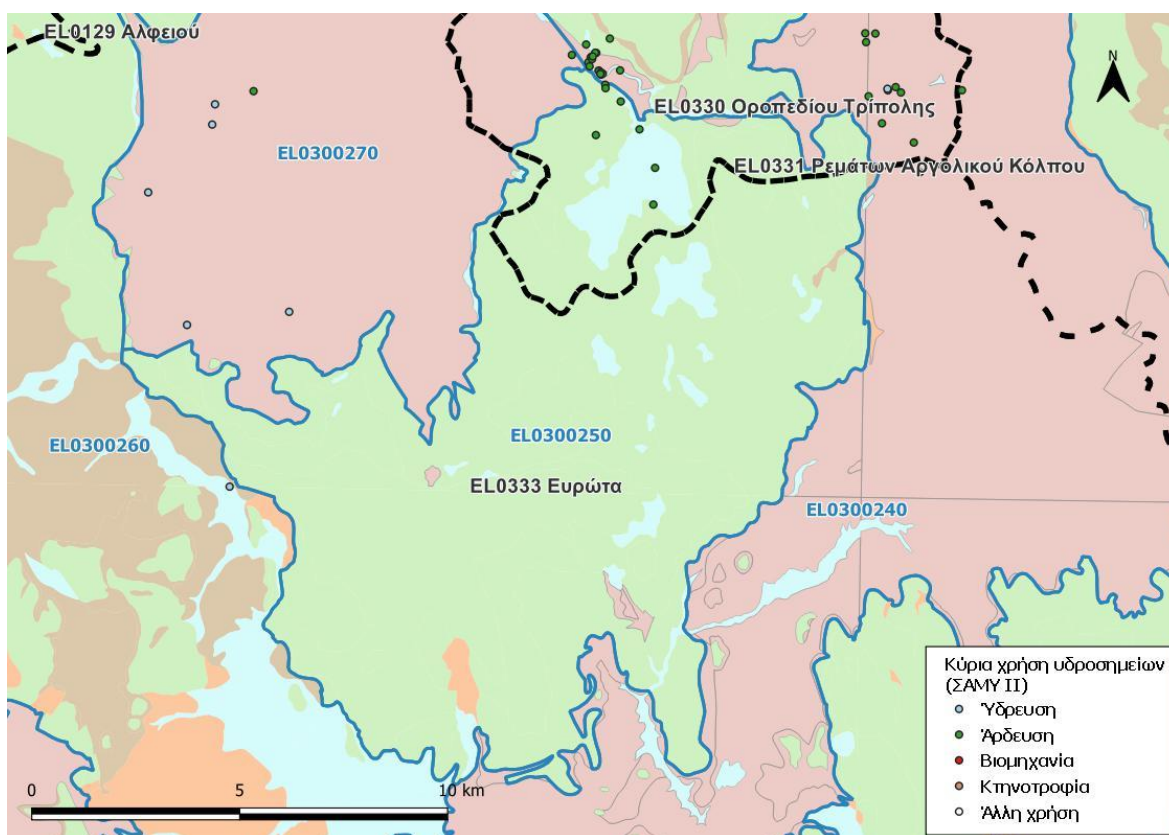 EL0129 Αλφειού
N
EL0330 Οροπεδίου Τρίπολης
EL0300270
EL0331 Ρεμάτων Αργολικού Κόλπου
EL0300260
EL0300250
EL0333 Ευρώτα
EL0300240
Κύρια χρήση υδροσημείων
(ΣΑΜΥ ΙΙ)
Ύδρευση
Άρδευση
Βιομηχανία
Κτηνοτροφία
Άλλη χρήση
0 5 10 km